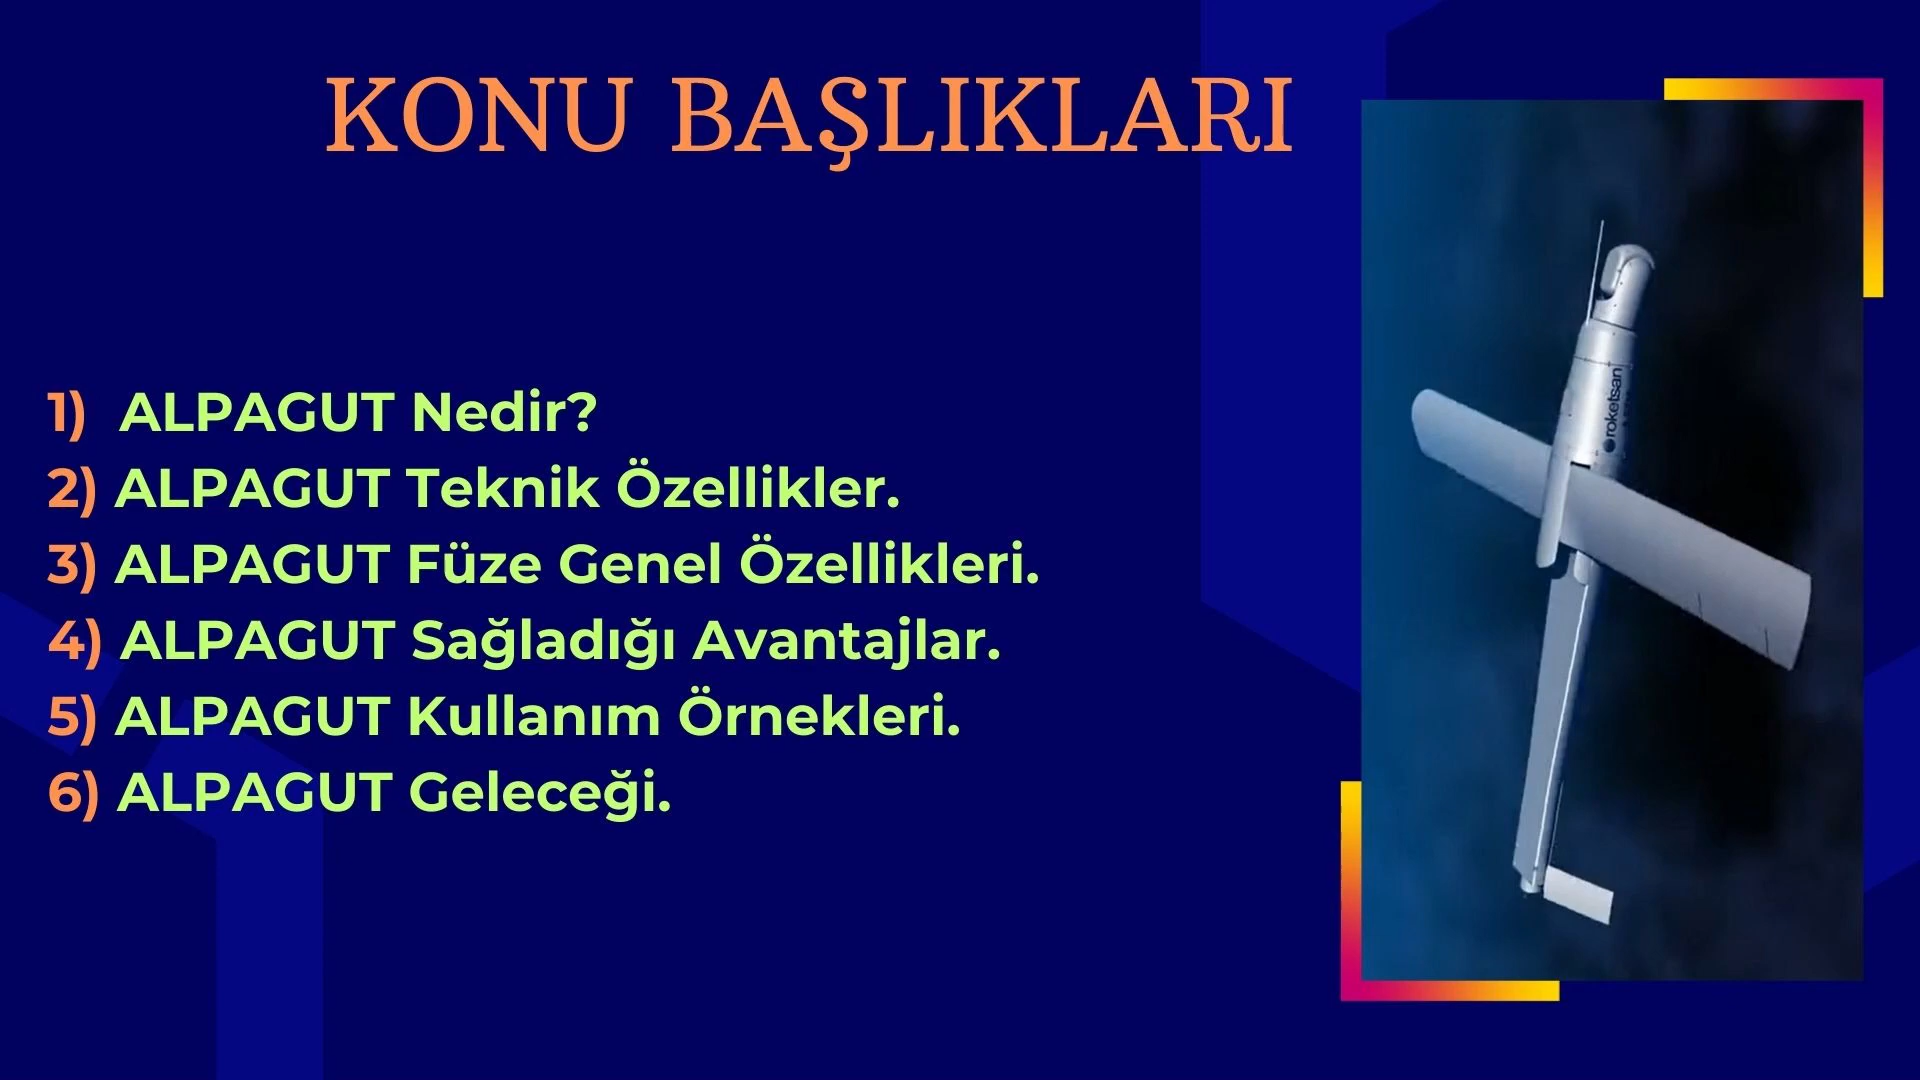 KONU BAŞLIKLARI
1) ALPAGUT Nedir?
2) ALPAGUT Teknik Özellikler.
3) ALPAGUT Füze Genel Özellikleri.
4) ALPAGUT Sağladığı Avantajlar.
5) ALPAGUT Kullanım Örnekleri.
6) ALPAGUT Geleceği.
roketsan